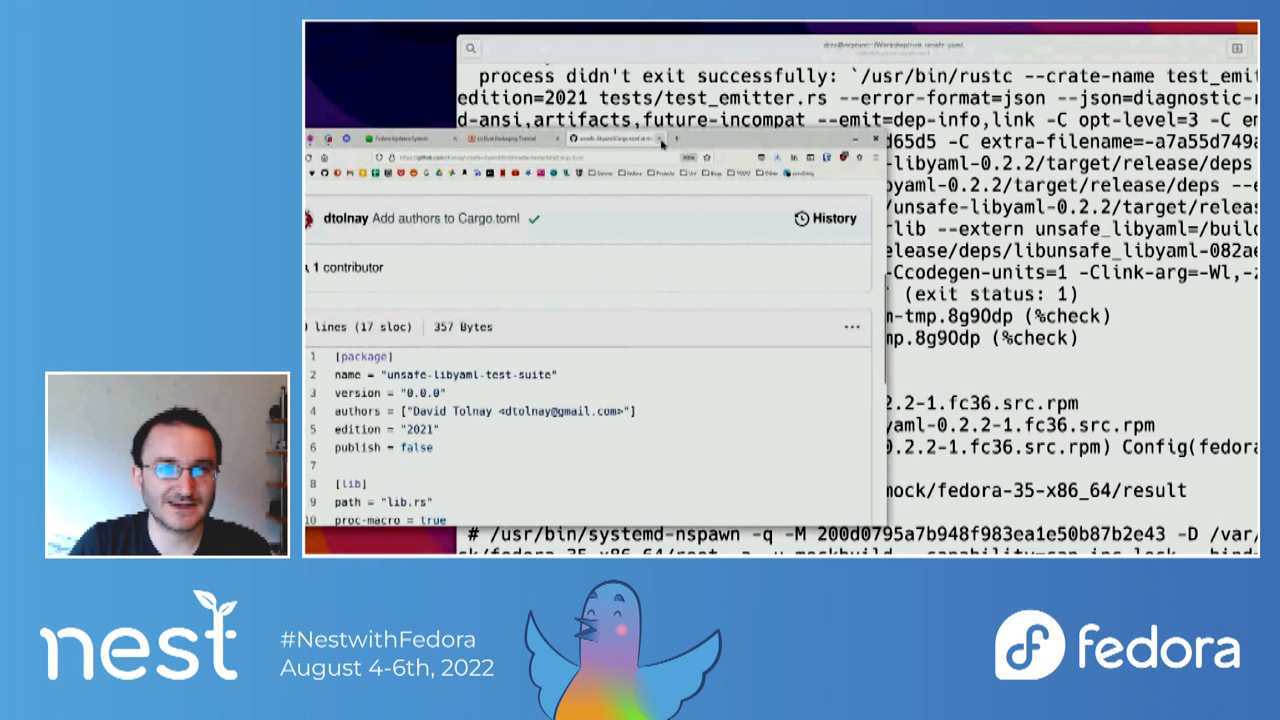 process didn't exit successfully: `/usr/bin/rustc --crate-name test_emit
edition=2021 tests/test_emitter.rs --error-format=json --json=diagnostic-r
d-ansi,artifacts,future-incompat --emit=dep-info,link -C opt-level=3 -C em
d65d5 -C extra-filename=-a7a55d749a
-libyaml-0.2.2/target/release/deps
yaml-0.2.2/target/release/deps --e
/unsafe-libyaml-0.2.2/target/releas
rlib --extern unsafe_libyaml=/build
elease/deps/libunsafe_libyaml-082ae
-Ccodegen-units=1 -Clink-arg=-Wl,-z
(exit status: 1)
m-tmp.8g9Odp (%check)
mp.8g9Odp (%check)
2.2-1.fc36.src.rpm
yaml-0.2.2-1.fc36.src.rpm
0.2.2-1.fc36.src.rpm) Config(fedora
mock/fedora-35-x86_64/result
# /usr/bin/systemd-nspawn -q -M 200d0795a7b948f983ea1e50b87b2e43 -D /var/
dtolnay Add authors to Cargo.toml
History
1 contributor
lines (17 sloc) 357 Bytes
1 [package]
2 name = "unsafe-libyaml-test-suite"
3 version = "0.0.0"
4 authors = ["David Tolnay <dtolnay@gmail.com>"]
5 edition = "2021"
6 publish = false
7
8 [lib]
9 path = "lib.rs"
10 proc-macro = true
nest
#NestwithFedora
August 4-6th, 2022
fedora